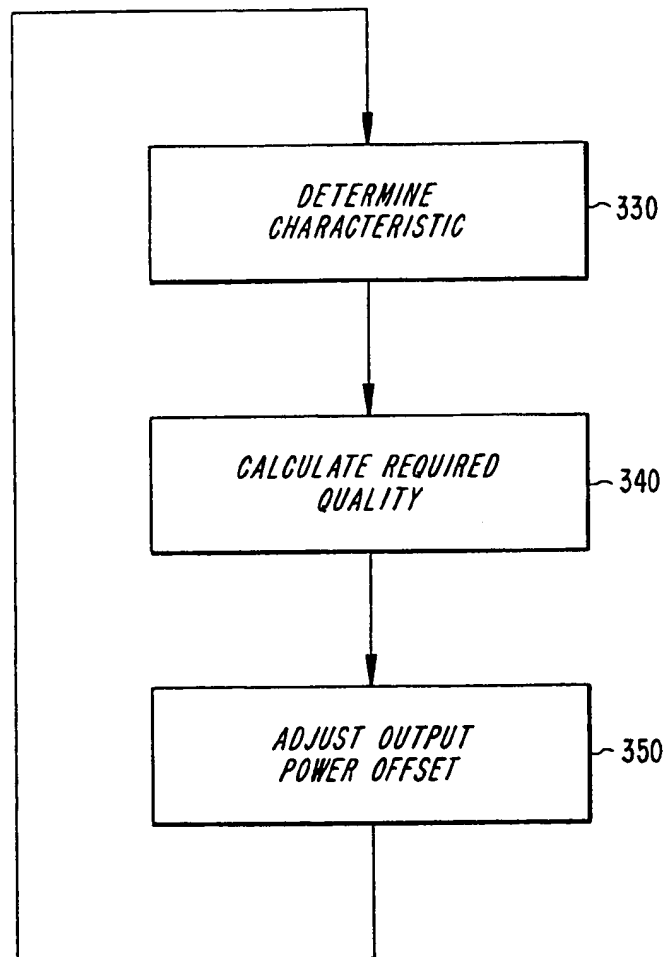 DETERMINE
CHARACTERISTIC
330
CALCULATE REQUIRED
QUALITY
340
ADJUST OUTPUT
POWER OFFSET
350